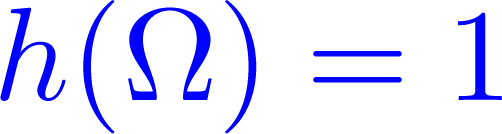 h(Ω) = 1